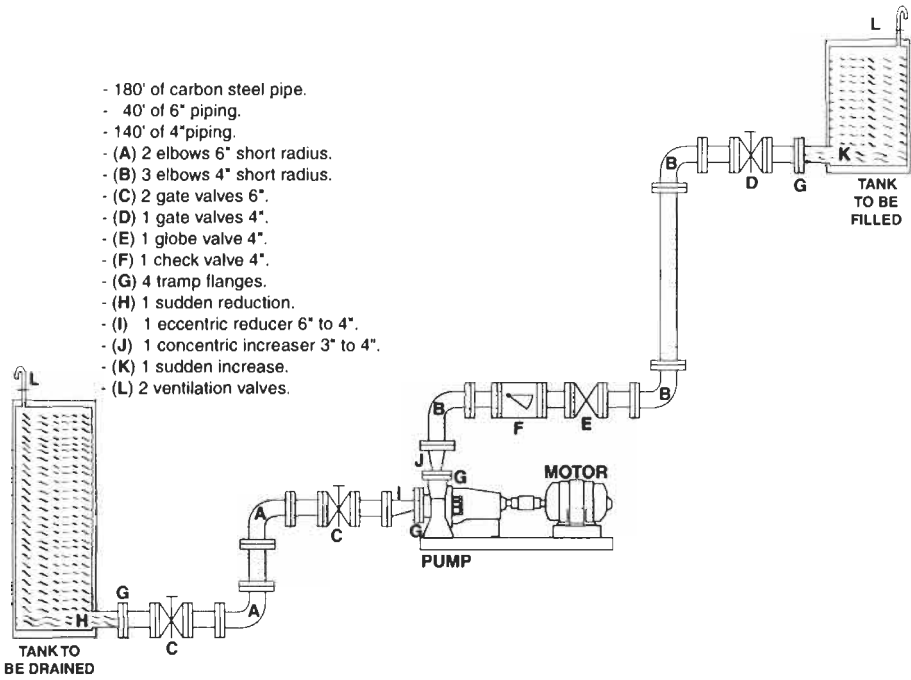 L
- 180' of carbon steel pipe.
- 40' of 6" piping.
- 140' of 4"piping.
- (A) 2 elbows 6" short radius.
- (B) 3 elbows 4" short radius.
- (C) 2 gate valves 6".
- (D) 1 gate valves 4".
- (E) 1 globe valve 4".
- (F) 1 check valve 4".
- (G) 4 tramp flanges.
- (H) 1 sudden reduction.
- (I) 1 eccentric reducer 6" to 4".
- (J) 1 concentric increaser 3" to 4".
- (K) 1 sudden increase.
- (L) 2 ventilation valves.
B
K
D
G
TANK
TO BE
FILLED
L
B
B
F
E
J
G
MOTOR
I
A
C
G
PUMP
G
A
H
C
TANK TO
BE DRAINED